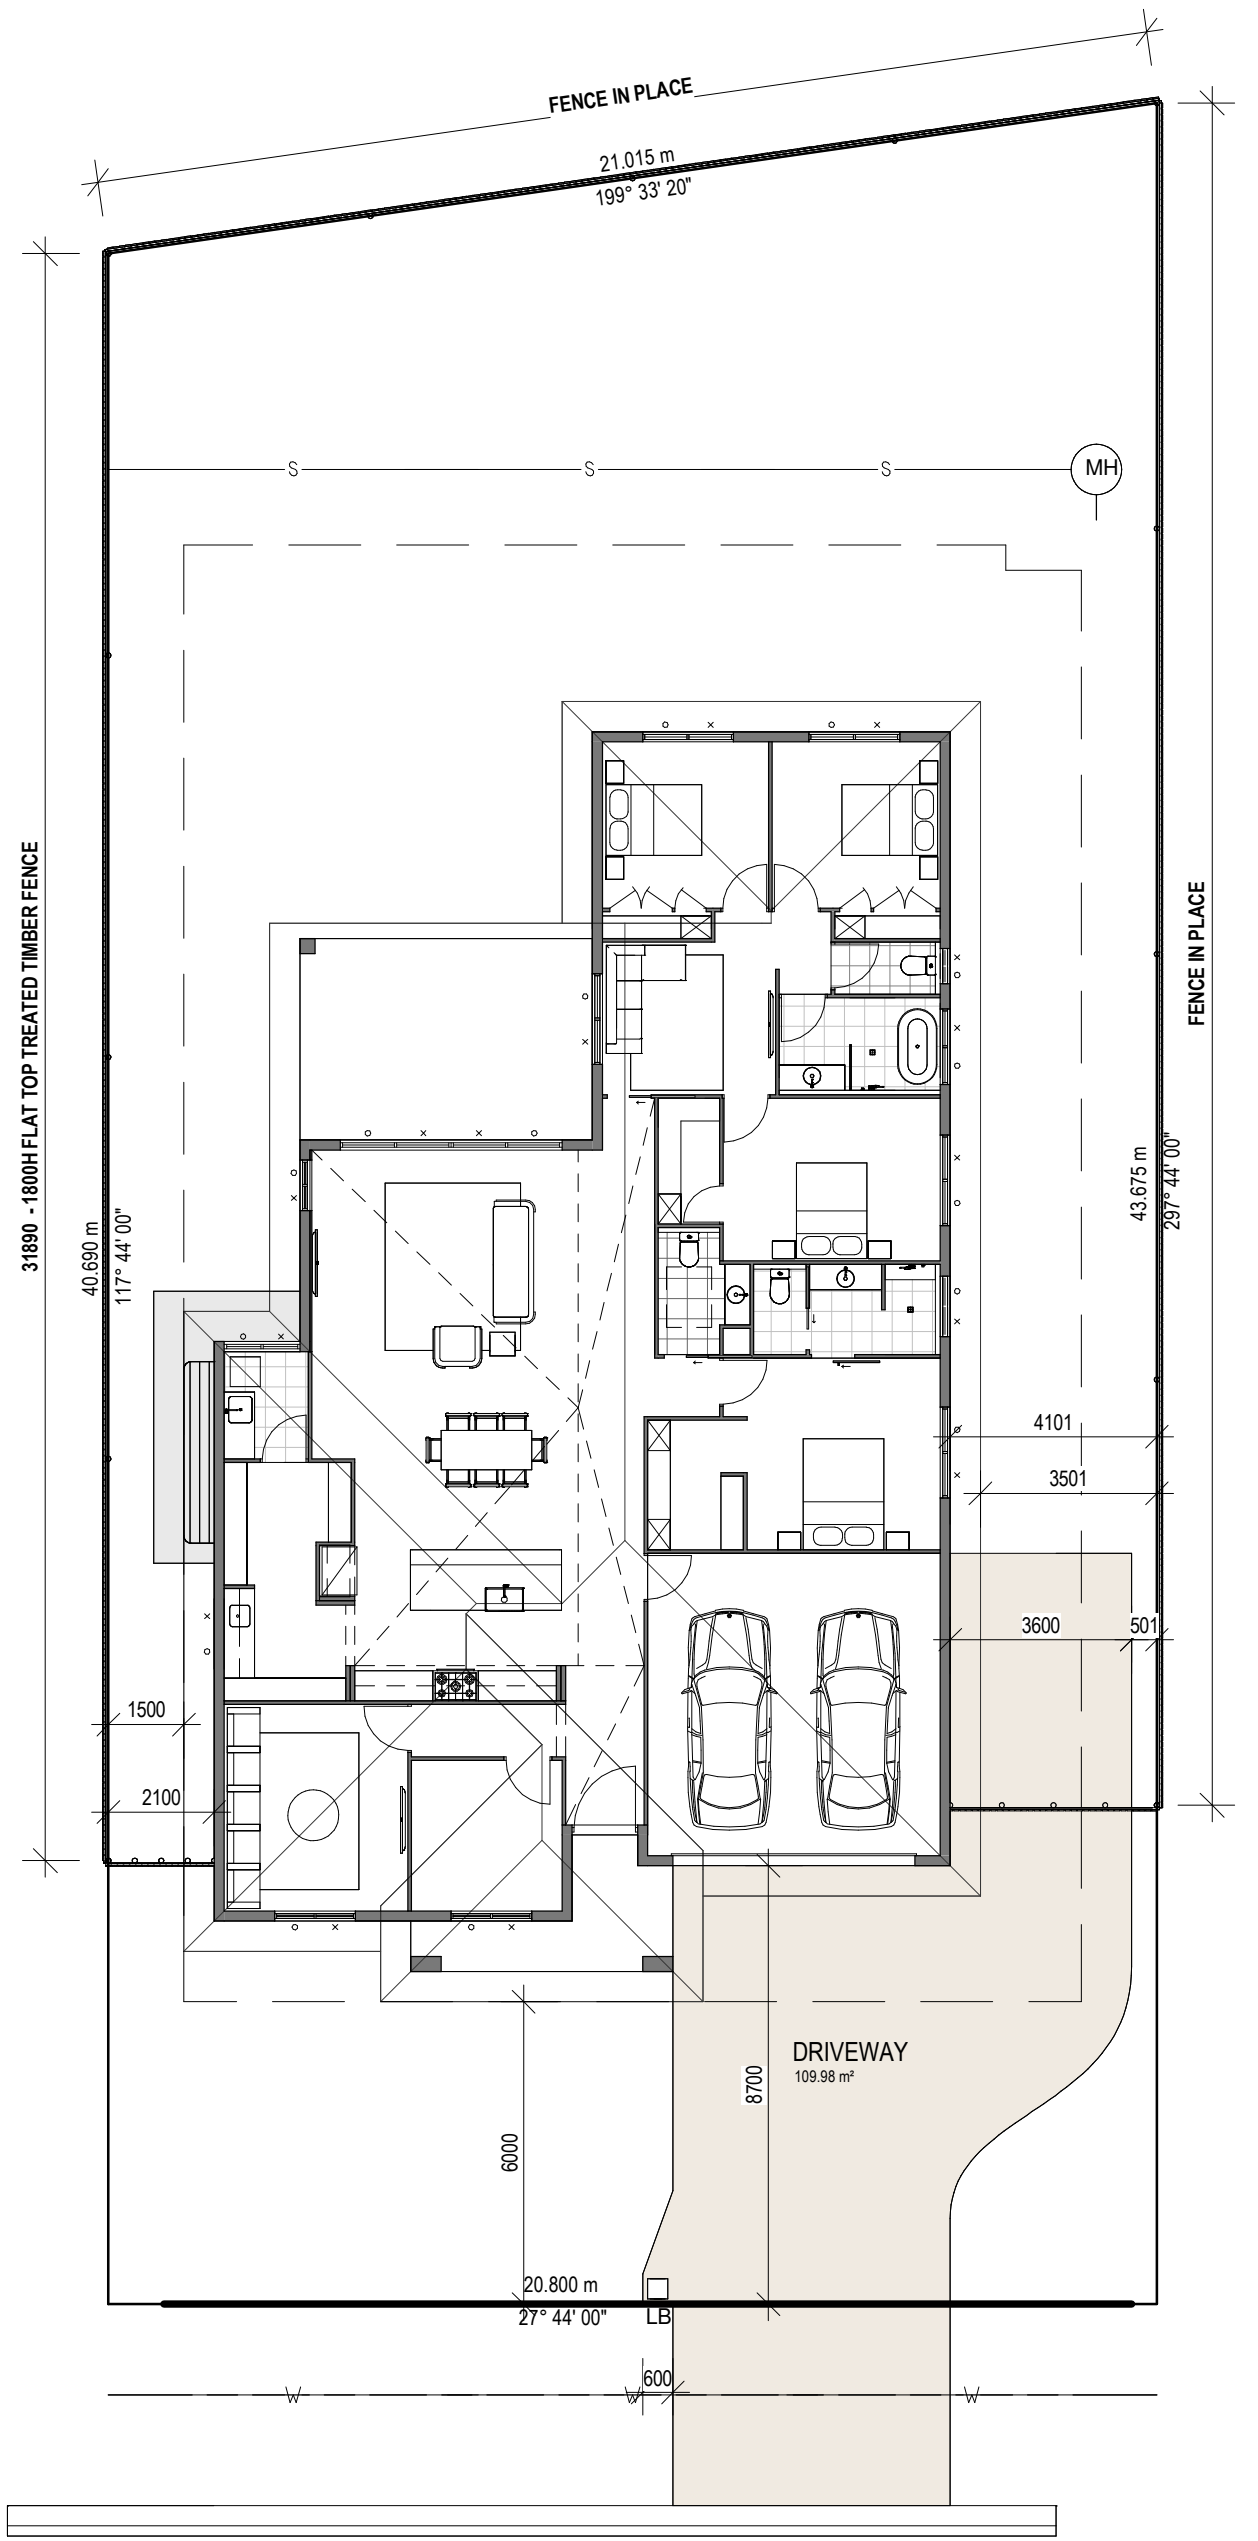 FENCE IN PLACE
21.015 m
199° 33' 20"
S
S
S
MH
31890 - 1800H FLAT TOP TREATED TIMBER FENCE
FENCE IN PLACE
40.690 m
117° 44' 00"
43.675 m
297° 44' 00"
4101
3501
3600
501
1500
2100
DRIVEWAY
109.98 m²
8700
6000
20.800 m
27° 44' 00"
LB
600
W
W
W